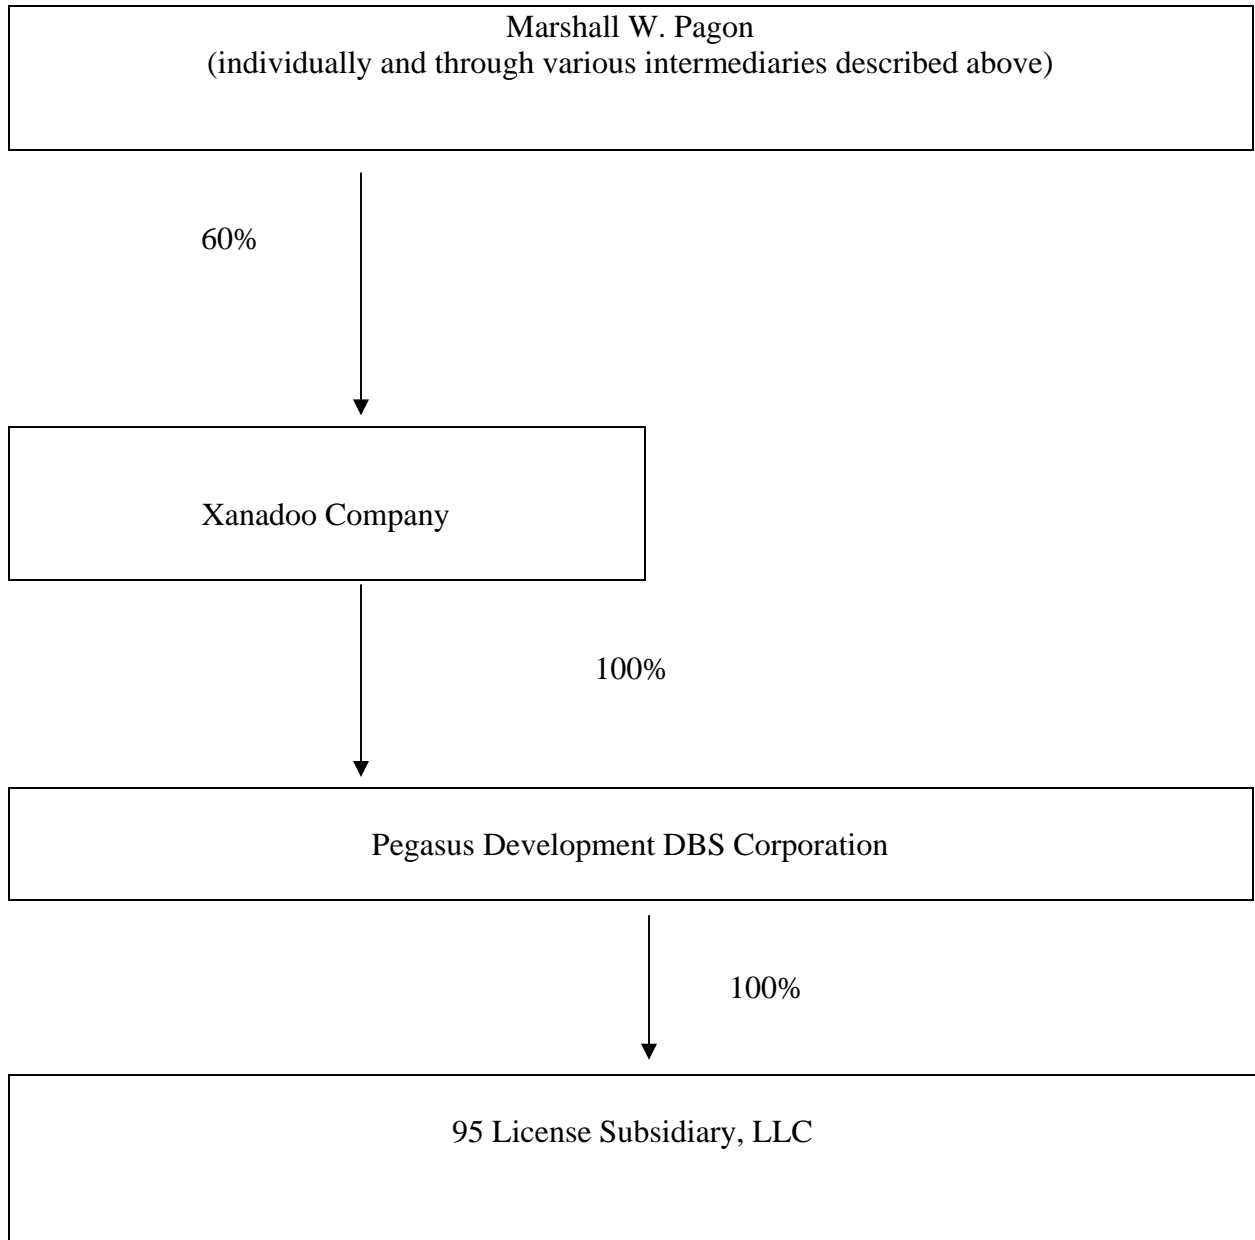 Marshall W. Pagon
(individually and through various intermediaries described above)
60%
Xanadoo Company
100%
Pegasus Development DBS Corporation
100%
95 License Subsidiary, LLC